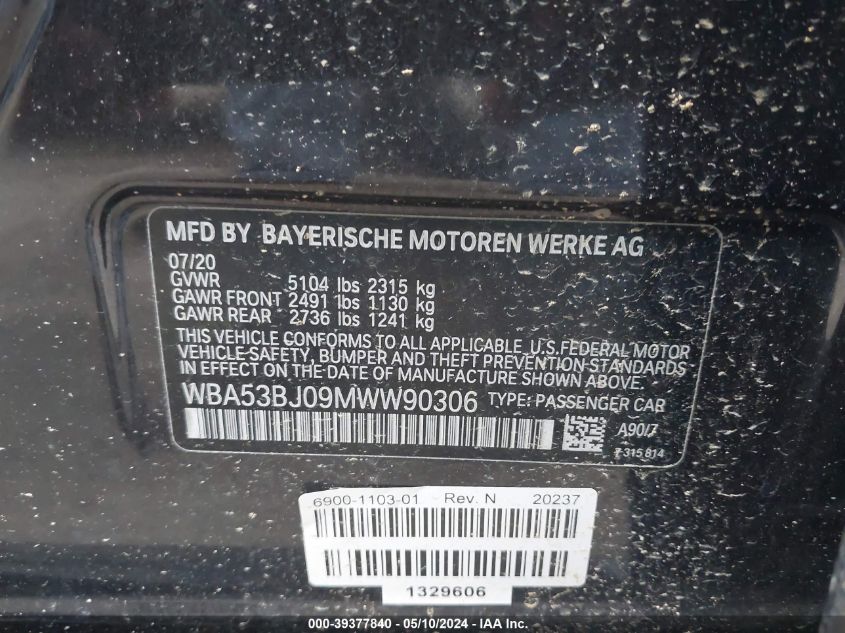 MFD BY BAYERISCHE MOTOREN WERKE AG
07/20
GVWR 5104 lbs 2315 kg
GAWR FRONT 2491 lbs 1130 kg
GAWR REAR 2736 lbs 1241 kg
THIS VEHICLE CONFORMS TO ALL APPLICABLE U.S.FEDERAL MOTOR
VEHICLE SAFETY, BUMPER AND THEFT PREVENTION STANDARDS
IN EFFECT ON THE DATE OF MANUFACTURE SHOWN ABOVE.
WBA53BJ09MWW90306 TYPE: PASSENGER CAR
A90/7
7 315 814
6900-1103-01 Rev. N 20237
1329606
000-39377840 - 05/10/2024 - IAA Inc.